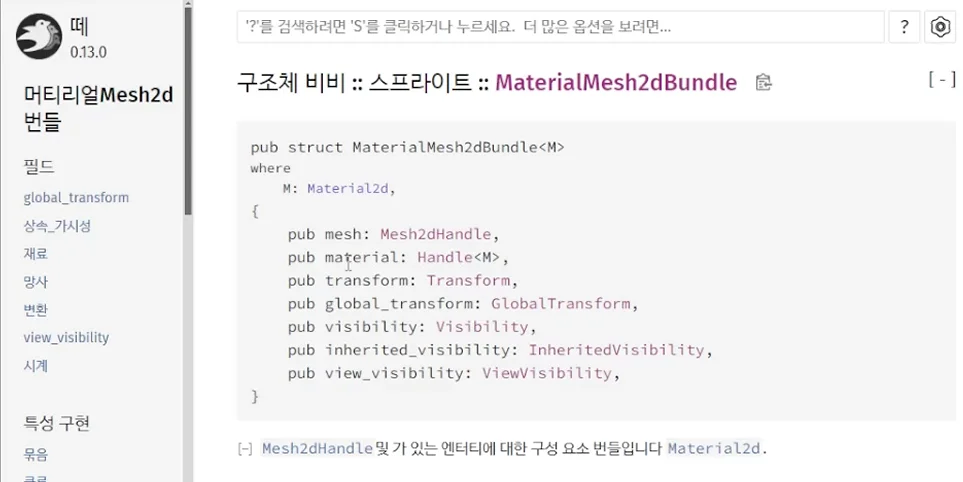 떼
0.13.0
머티리얼Mesh2d
번들
필드
global_transform
상속_가시성
재료
망사
변환
view_visibility
시계
특성 구현
묶음
'?'를 검색하려면 'S'를 클릭하거나 누르세요. 더 많은 옵션을 보려면...
?
구조체 비비 :: 스프라이트 :: MaterialMesh2dBundle
[-]
pub struct MaterialMesh2dBundle<M>
where
M: Material2d,
{
pub mesh: Mesh2dHandle,
pub material: Handle<M>,
pub transform: Transform,
pub global_transform: GlobalTransform,
pub visibility: Visibility,
pub inherited_visibility: InheritedVisibility,
pub view_visibility: ViewVisibility,
}
[-] Mesh2dHandle 및 가 있는 엔터티에 대한 구성 요소 번들입니다 Material2d.